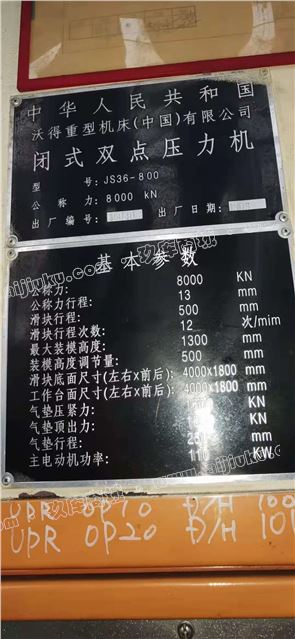 中华人民共和国
沃得重型机床(中国)有限公司
闭式双点压力机
型 号: JS36-800
公 称 力: 8000 kN
出厂编号: 出厂日期:
基本参数
公称力: 8000 KN
公称力行程: 13 mm
滑块行程: 500 mm
滑块行程次数: 12 次/mim
最大装模高度: 1300 mm
装模高度调节量: 500 mm
滑块底面尺寸(左右x前后): 4000x1800 mm
工作台面尺寸(左右x前后): 4000x1800 mm
气垫压紧力: KN
气垫顶出力: KN
气垫行程: mm
主电动机功率: 110 KW
UPR OP10 D/H 100
UPR OP20 D/H 101